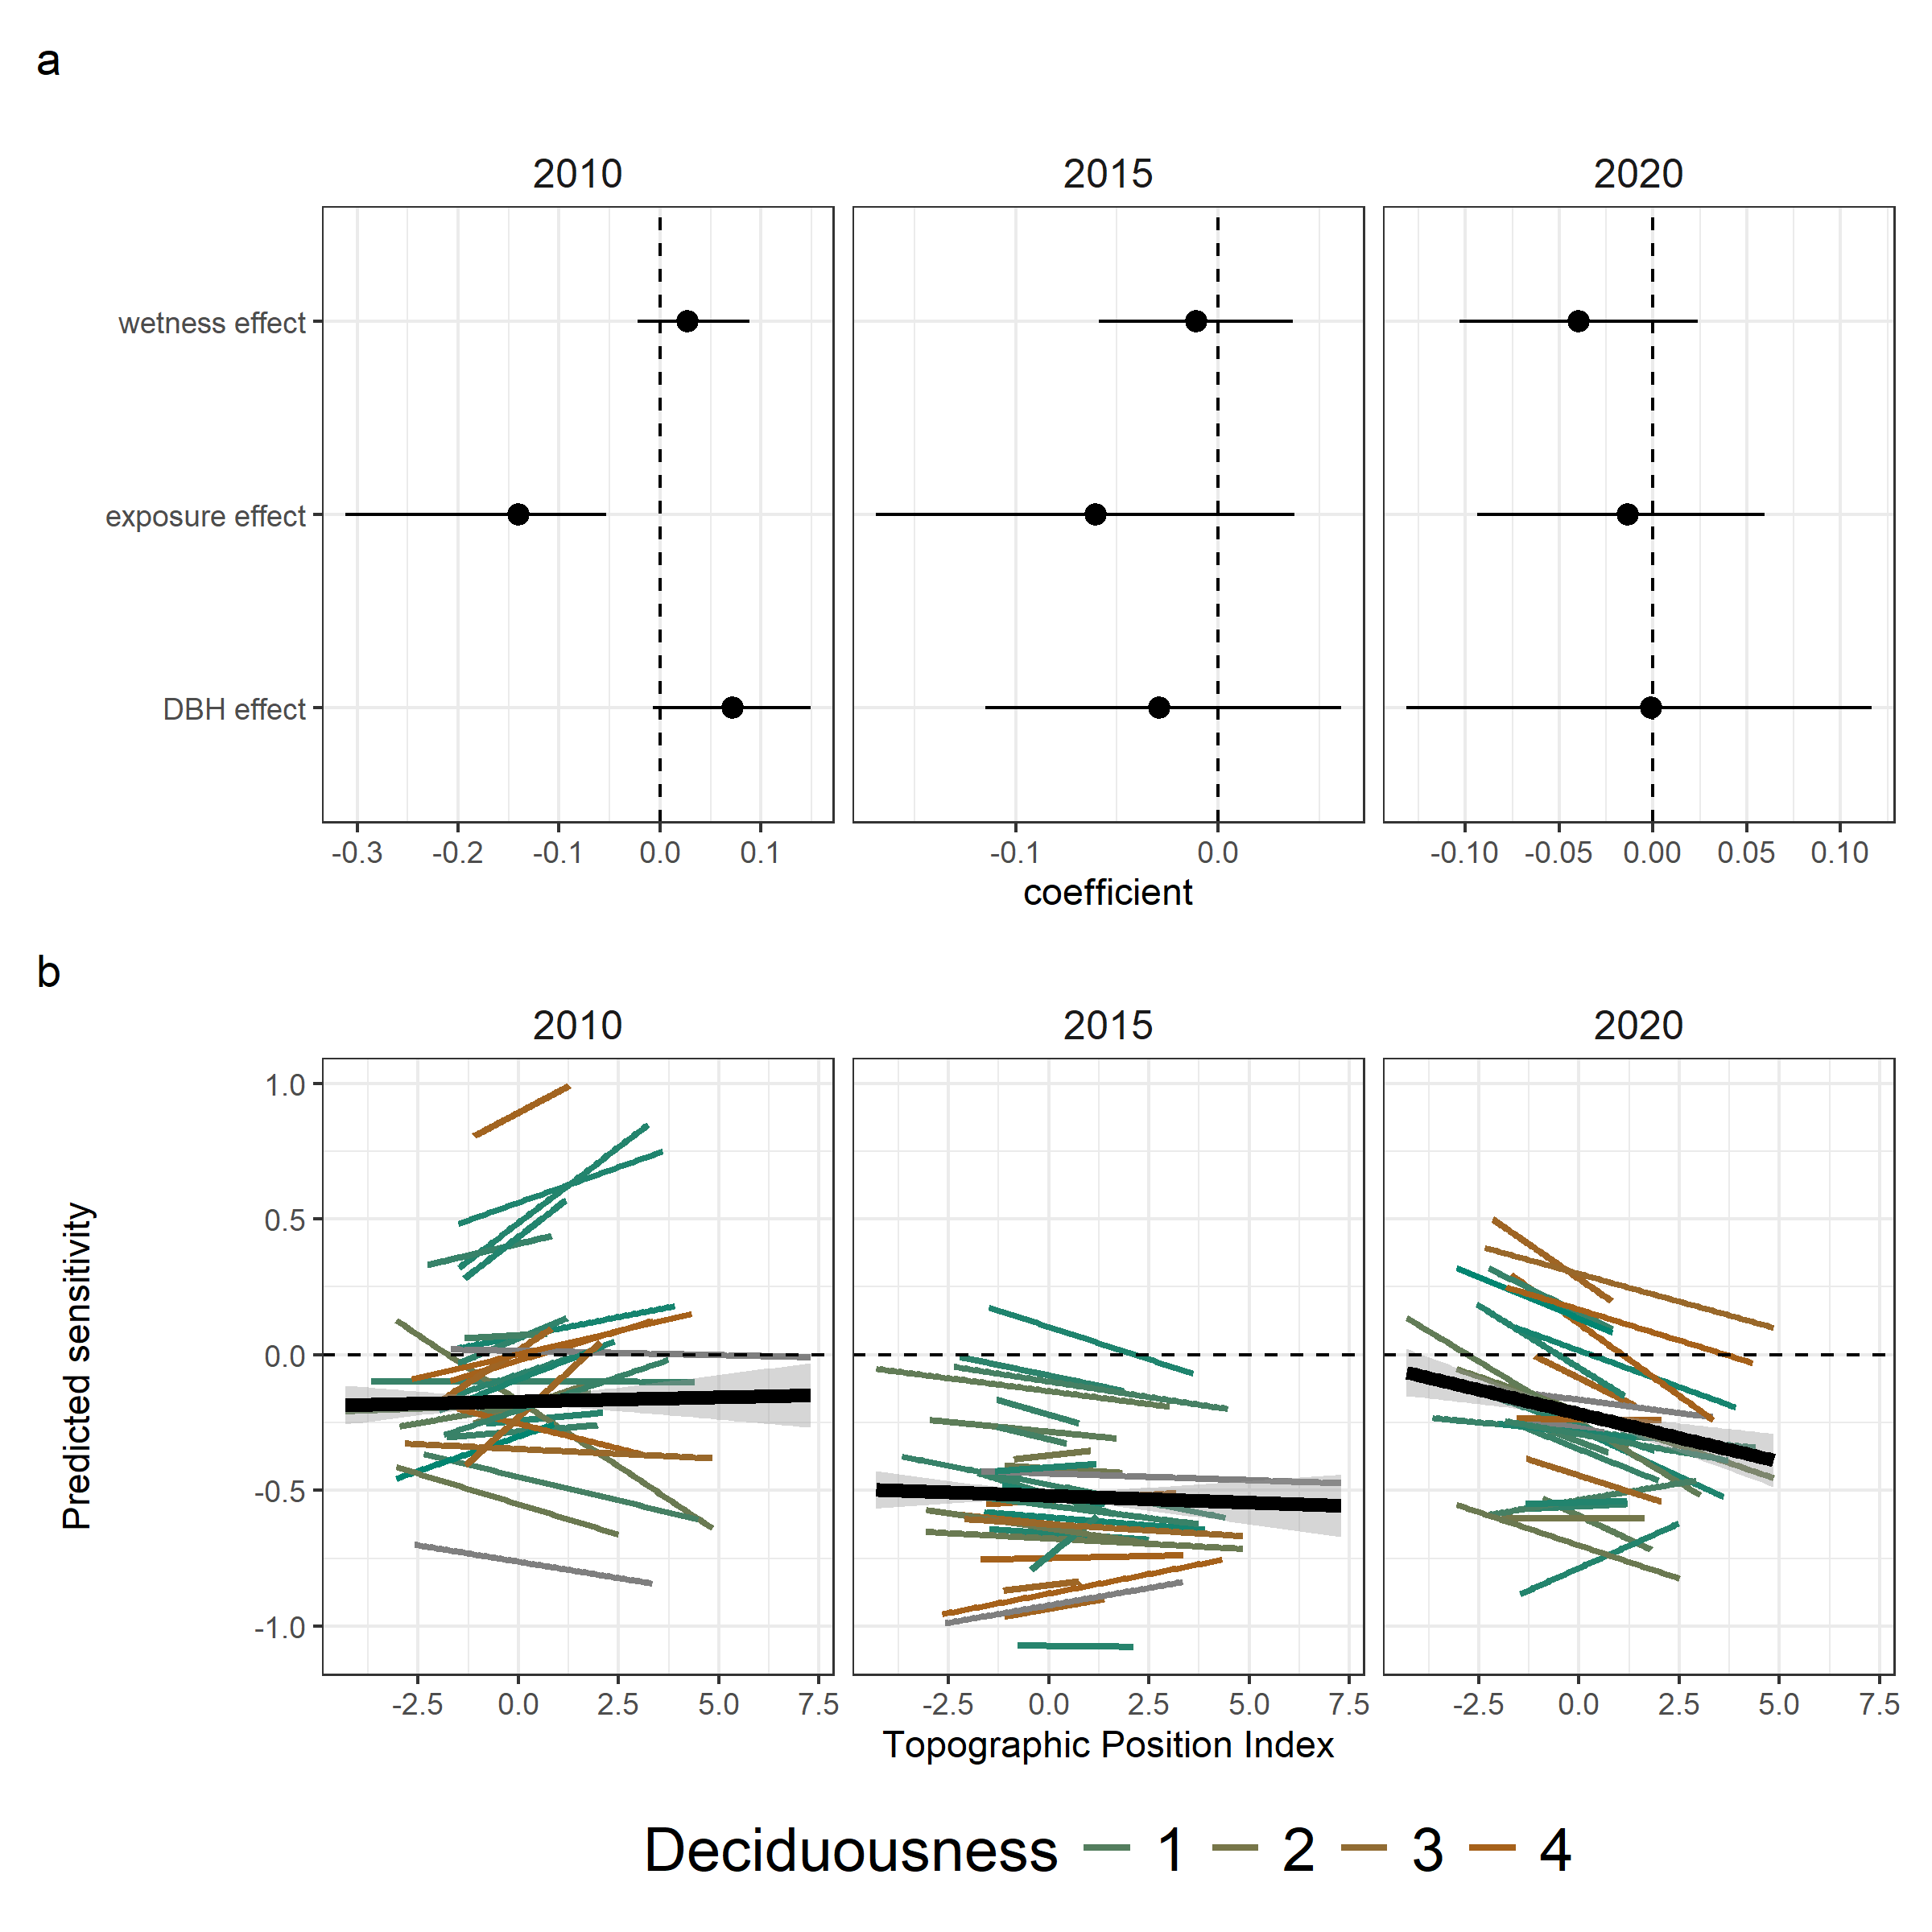 a
2010 2015 2020
wetness effect
exposure effect
DBH effect
-0.3 -0.2 -0.1 0.0 0.1 -0.1 0.0 -0.10 -0.05 0.00 0.05 0.10
coefficient
b
2010 2015 2020
1.0
0.5
0.0
-0.5
-1.0
Predicted sensitivity
-2.5 0.0 2.5 5.0 7.5 -2.5 0.0 2.5 5.0 7.5 -2.5 0.0 2.5 5.0 7.5
Topographic Position Index
Deciduousness 1 2 3 4